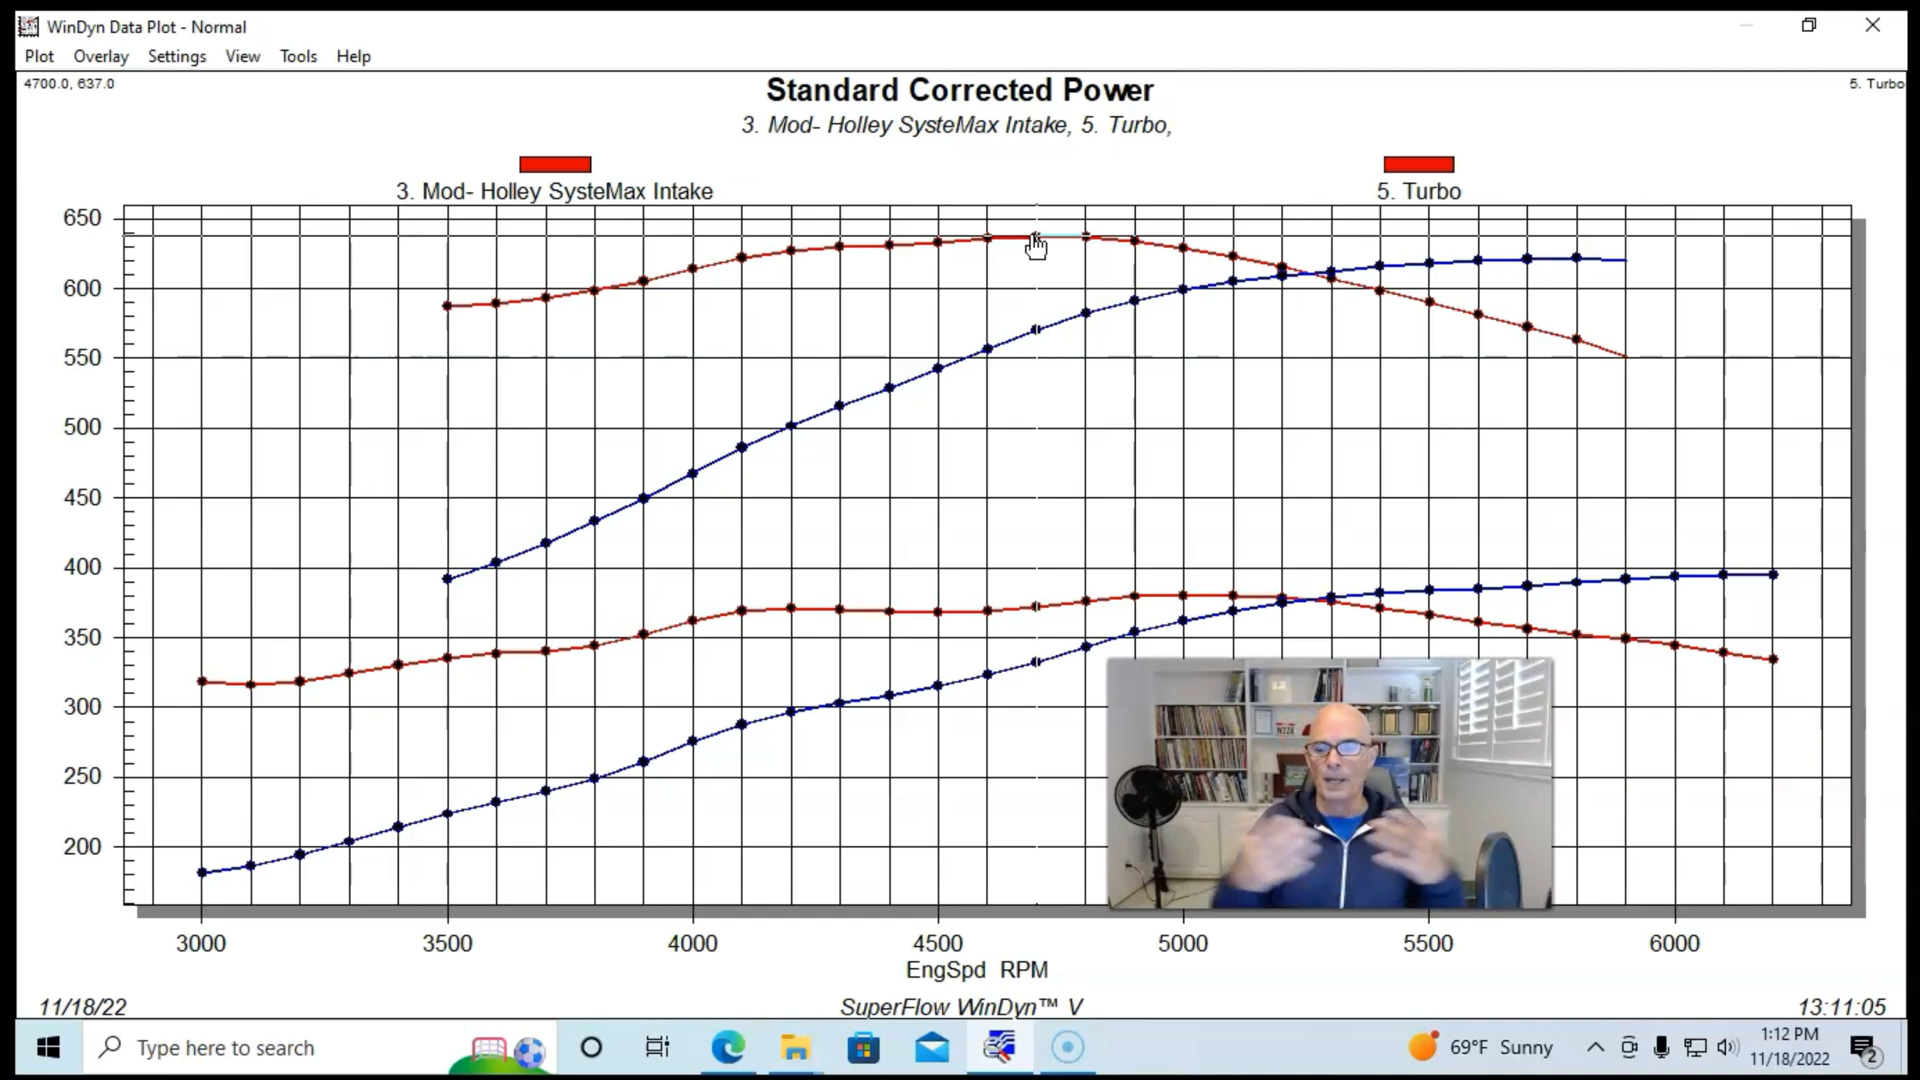 WinDyn Data Plot - Normal
Plot Overlay Settings View Tools Help
4700.0, 637.0
5. Turbo
Standard Corrected Power
3. Mod- Holley SysteMax Intake, 5. Turbo,
3. Mod- Holley SysteMax Intake
5. Turbo
650
600
550
500
450
400
350
300
250
200
3000 3500 4000 4500 5000 5500 6000
EngSpd RPM
11/18/22
SuperFlow WinDyn™ V
13:11:05
Type here to search
69°F Sunny
1:12 PM
11/18/2022
2